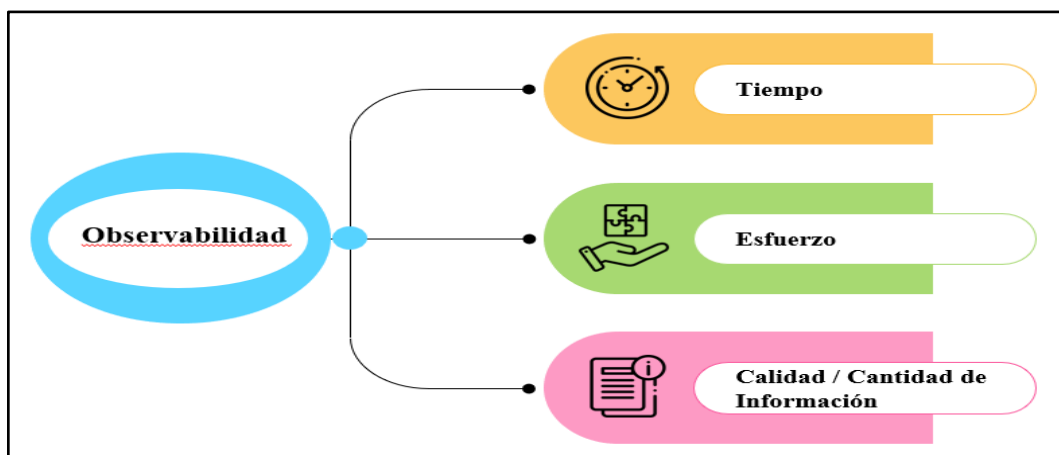 Tiempo
Observabilidad
Esfuerzo
Calidad / Cantidad de
Información